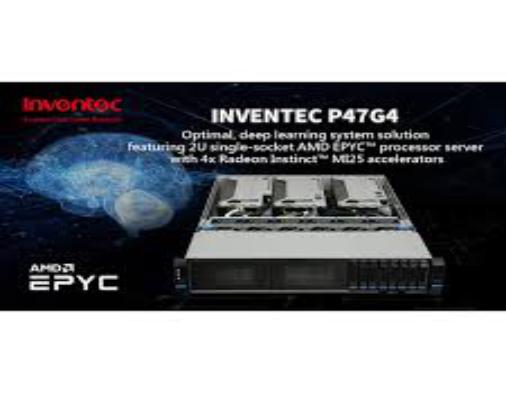 Inventec
INVENTEC P47G4
Optimal, deep learning system solution
featuring 2U single-socket AMD EPYC™ processor server
with 4x Radeon Instinct™ MI25 accelerators
AMD
EPYC